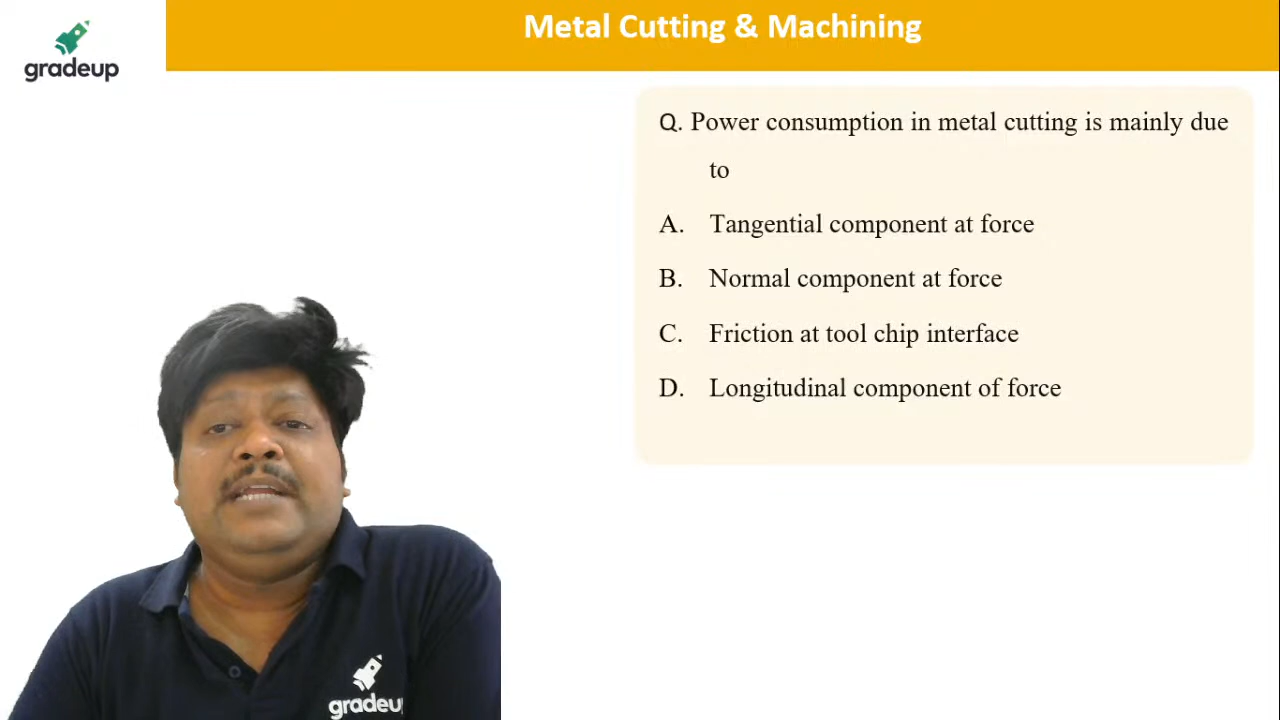 gradeup
Metal Cutting & Machining
Q. Power consumption in metal cutting is mainly due
to
A. Tangential component at force
B. Normal component at force
C. Friction at tool chip interface
D. Longitudinal component of force
gradeup